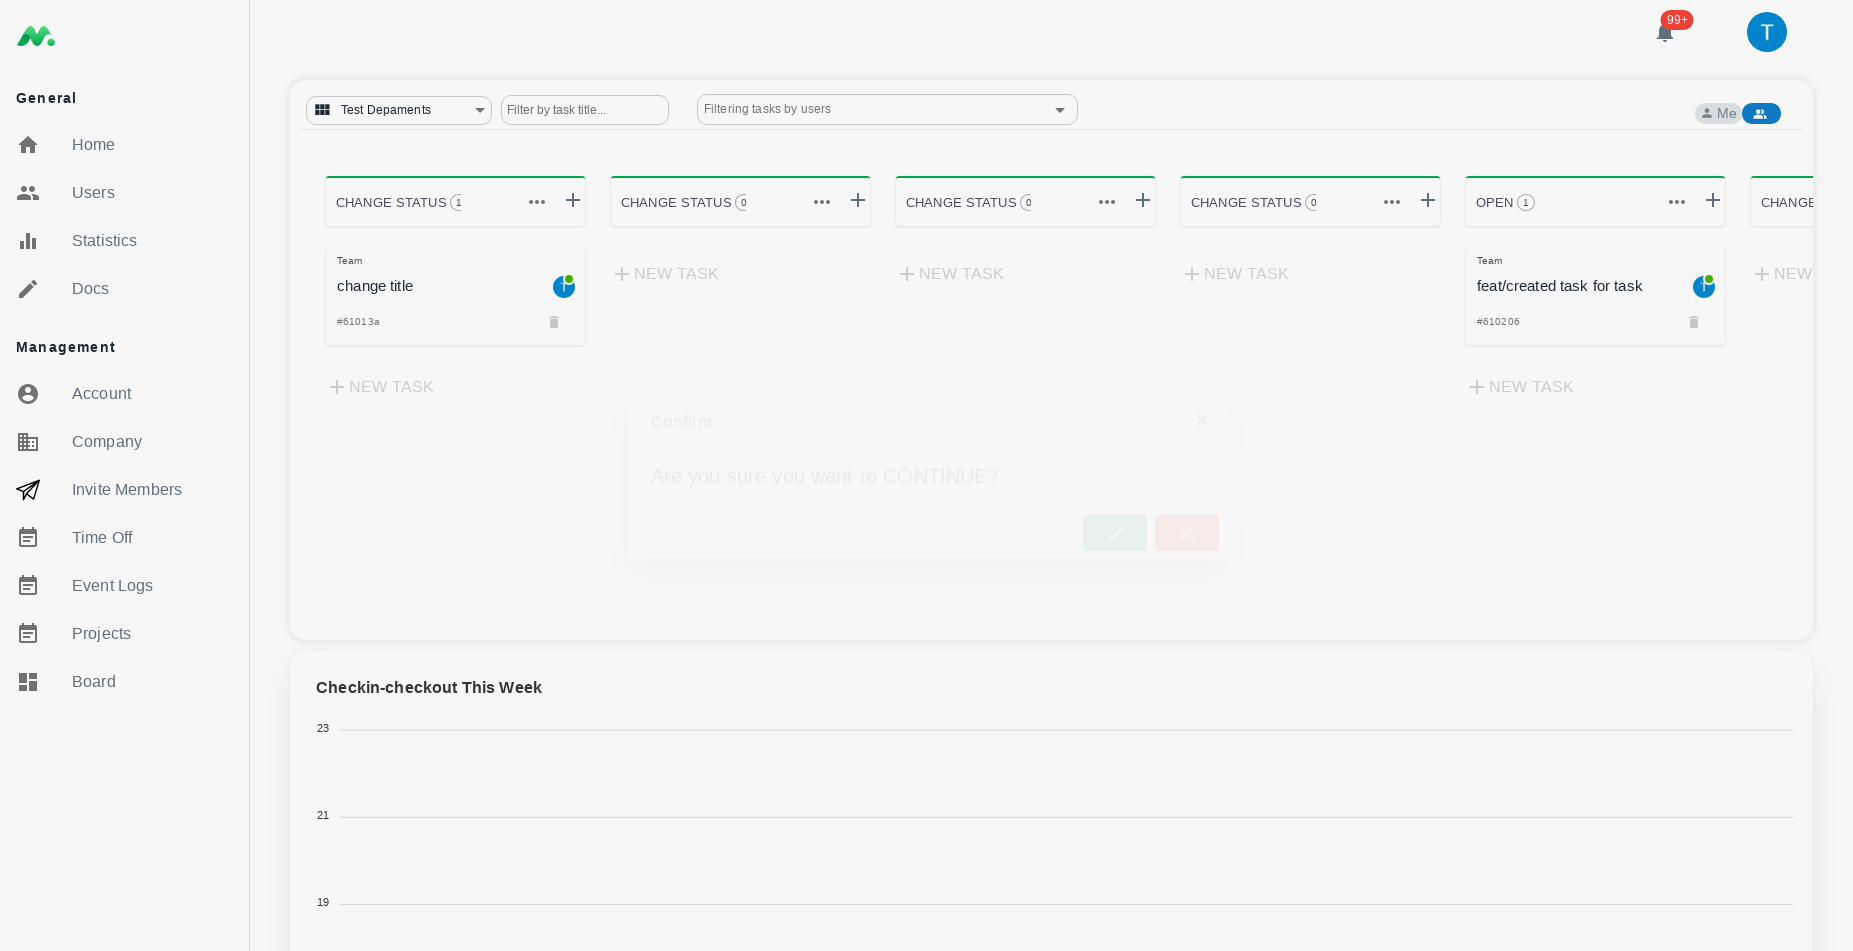 99+
T
General
Home
Users
Statistics
Docs
Management
Account
Company
Invite Members
Time Off
Event Logs
Projects
Board
Test Depaments
Filter by task title...
Filtering tasks by users
Me
CHANGE STATUS 1
CHANGE STATUS 0
CHANGE STATUS 0
CHANGE STATUS 0
OPEN 1
CHANGE
Team
change title
T
#61013a
NEW TASK
NEW TASK
NEW TASK
NEW TASK
Team
feat/created task for task
T
#610206
NEW TASK
NEW
Confirm
Are you sure you want to CONTINUE?
Checkin-checkout This Week
23
21
19